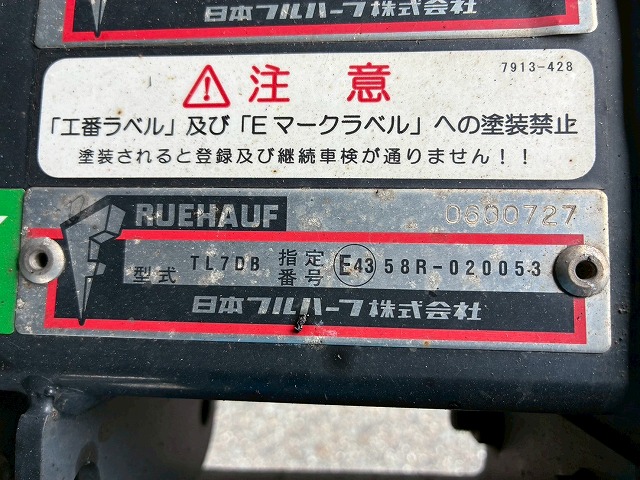 日本フルハーフ株式会社
7913-428
注意
「工番ラベル」及び「Eマークラベル」への塗装禁止
塗装されると登録及び継続車検が通りません！！
RUEHAUF 0600727
型式 TL7DB 指定番号 E43 58R-020053
日本フルハーフ株式会社